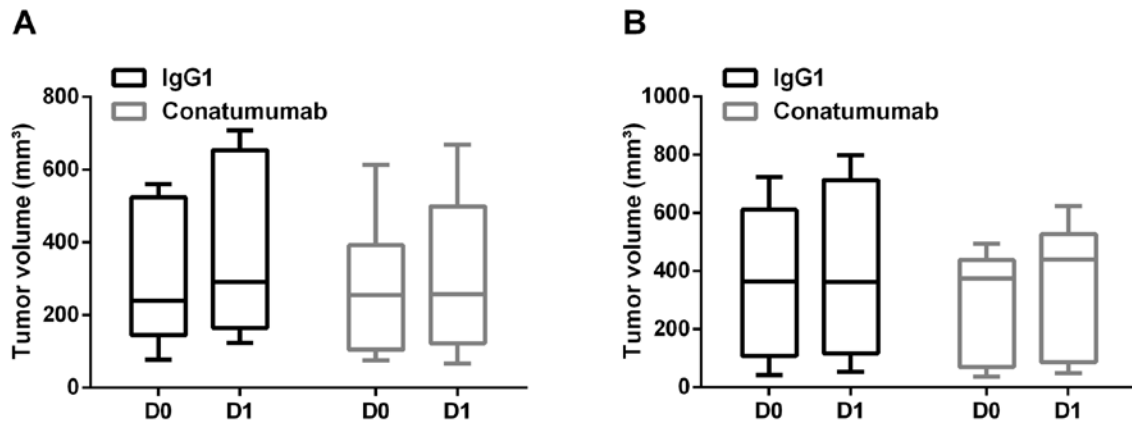 A
IgG1
Conatumumab
Tumor volume (mm³)
800
600
400
200
0
D0 D1 D0 D1
B
IgG1
Conatumumab
Tumor volume (mm³)
1000
800
600
400
200
0
D0 D1 D0 D1